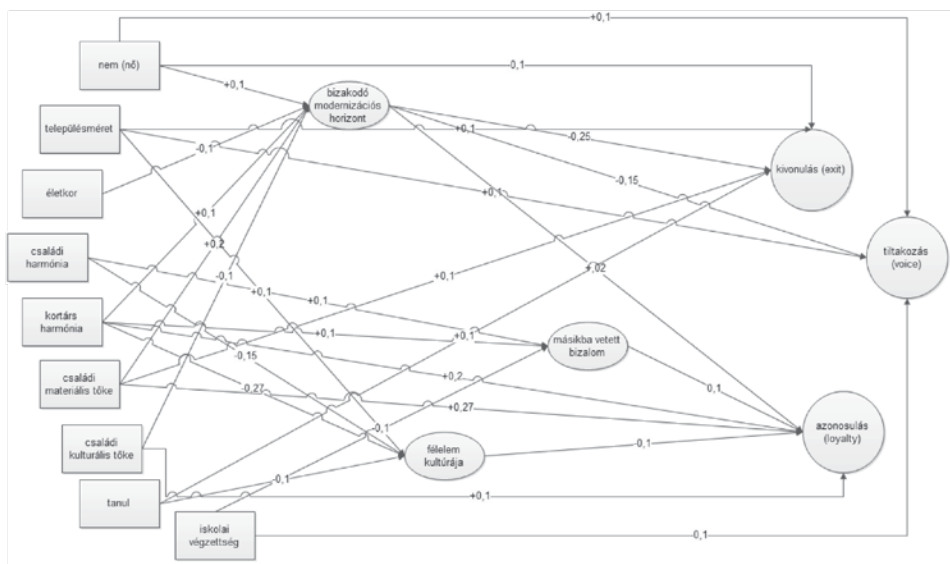 +0,1
nem (nő)
-0,1
+0,1
bizakodó
modernizációs
horizont
településméret
+0,1
-0,25
-0,1
kivonulás (exit)
életkor
-0,15
+0,1
+0,1
családi
harmónia
+0,2
tiltakozás
(voice)
-0,1
+0,1
+,02
+0,1
+0,1
kortárs
harmónia
+0,1
+0,1
másikba vetett
bizalom
-0,15
családi
materiális tőke
+0,2
-0,27
0,1
+0,27
azonosulás
(loyalty)
-0,1
családi
kulturális tőke
félelem
kultúrája
-0,1
tanul
-0,1
+0,1
iskolai
végzettség
-0,1